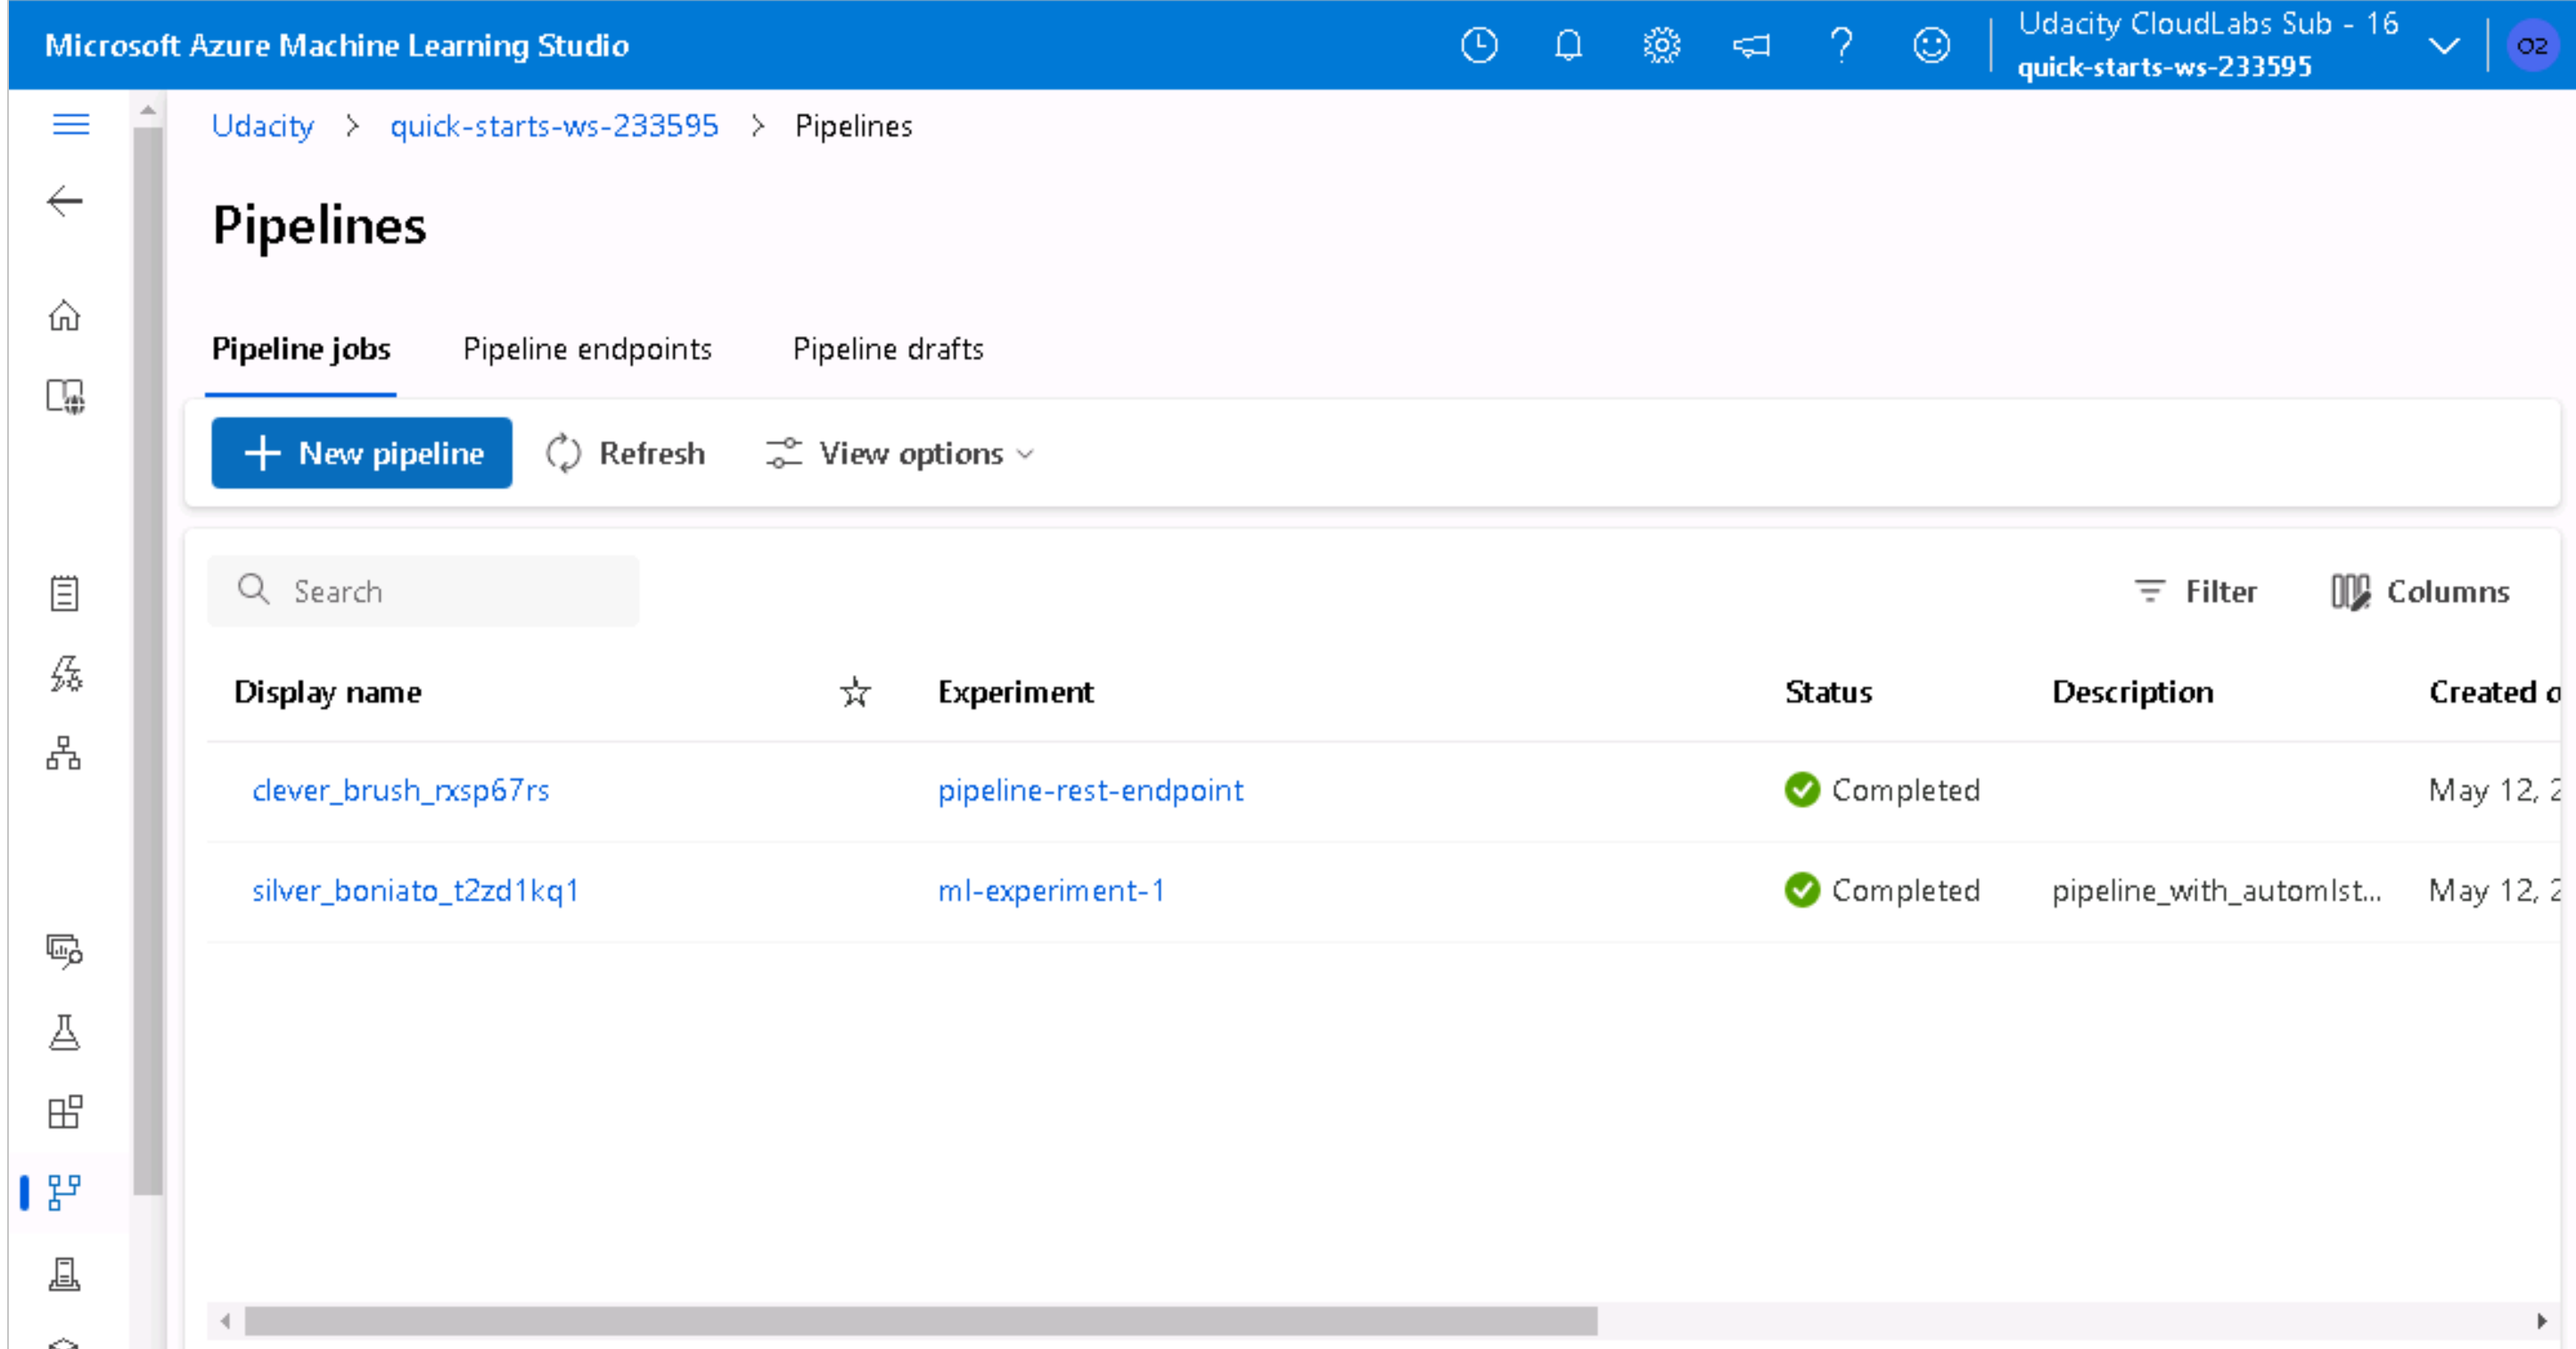 Microsoft Azure Machine Learning Studio
Udacity CloudLabs Sub - 16
quick-starts-ws-233595
O2
Udacity > quick-starts-ws-233595 > Pipelines
Pipelines
Pipeline jobs Pipeline endpoints Pipeline drafts
New pipeline Refresh View options
Search Filter Columns
Display name Experiment Status Description Created o
clever_brush_rxsp67rs pipeline-rest-endpoint Completed May 12, 2
silver_boniato_t2zd1kq1 ml-experiment-1 Completed pipeline_with_automlst... May 12, 2